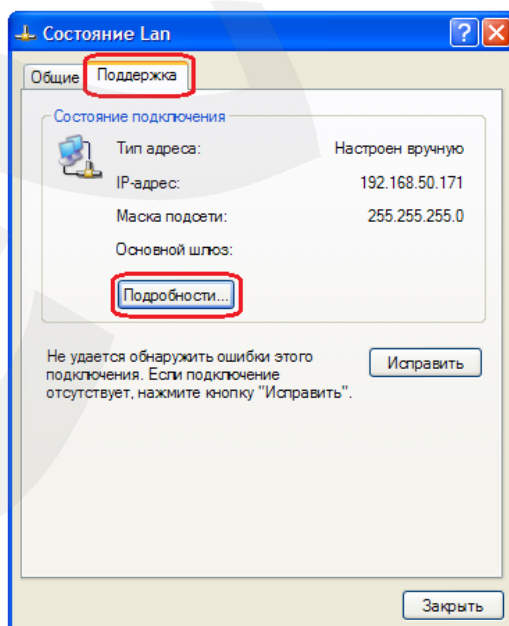 Состояние Lan
Общие Поддержка
Состояние подключения
Тип адреса: Настроен вручную
IP-адрес: 192.168.50.171
Маска подсети: 255.255.255.0
Основной шлюз:
Подробности...
Не удается обнаружить ошибки этого
подключения. Если подключение
отсутствует, нажмите кнопку "Исправить".
Исправить
Закрыть